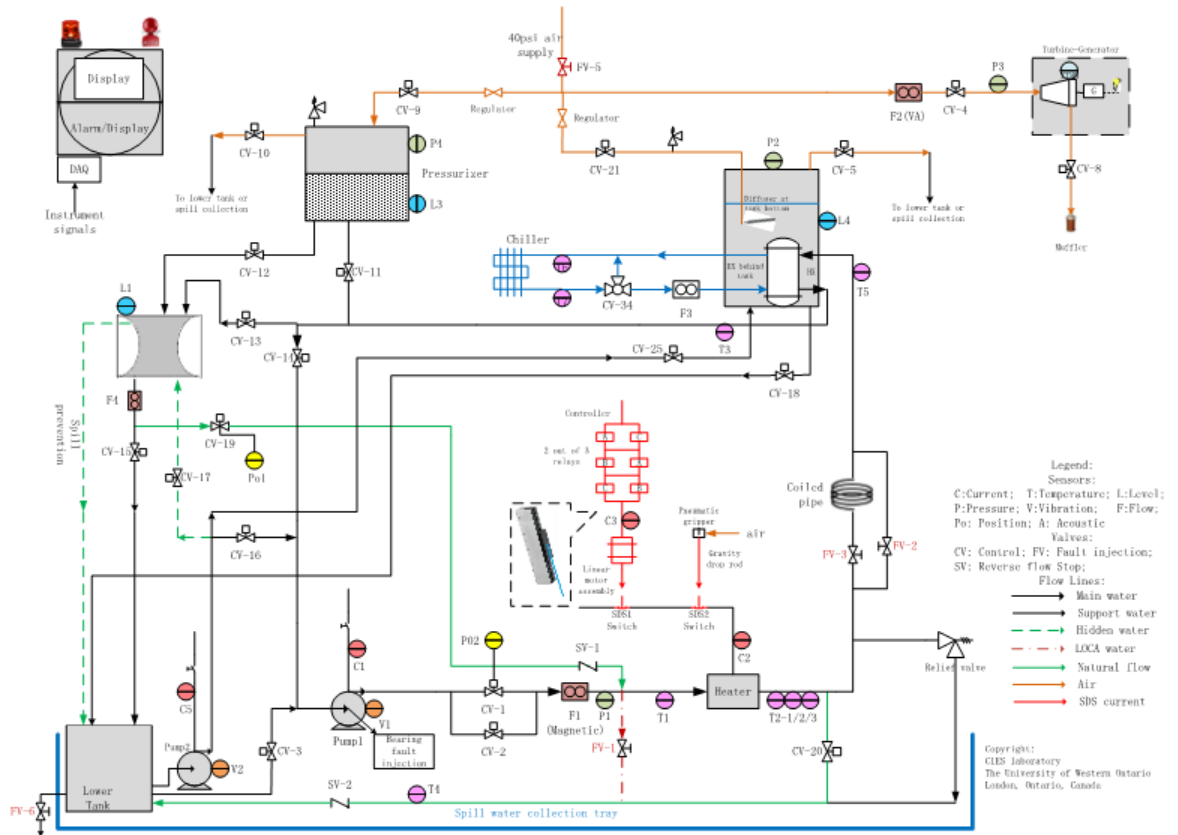 40psi air
supply
FV-5
Turbine-Generator
P3
Display
CV-9
Regulator
Regulator
F2(VA)
CV-4
G
Alarm/Display
CV-10
P4
P2
CV-21
CV-5
CV-8
DAQ
Pressurizer
To lower tank or
spill collection
L3
Diffuser at
tank bottom
L4
To lower tank or
spill collection
Instrument
signals
Muffler
Chiller
CV-12
CV-11
HX behind
tank
T5
L1
CV-34
F3
CV-13
T3
CV-14
CV-25
CV-18
F4
Controller
Spill
prevention
CV-19
CV-15
2 out of 3
relays
Legend:
Sensors:
C:Current; T:Temperature; L:Level;
P:Pressure; V:Vibration; F:Flow;
Po: Position; A: Acoustic
Valves:
CV: Control; FV: Fault injection;
SV: Reverse flow Stop;
Flow Lines:
Main water
Support water
Hidden water
LOCA water
Natural flow
Air
SDS current
CV-17
Po1
Coiled
pipe
C3
Pneumatic
gripper
air
CV-16
Linear
motor
assembly
Gravity
drop rod
FV-3
FV-2
SDS1
Switch
SDS2
Switch
PO2
SV-1
C1
C2
Relief valve
C5
CV-1
Heater
V1
F1
(Magnetic)
P1
T1
T2-1/2/3
Pump1
CV-2
Bearing
fault
injection
FV-1
CV-3
CV-20
Pump2
V2
Copyright:
CIES laboratory
The University of Western Ontario
London, Ontario, Canada
Lower
Tank
SV-2
T4
FV-6
Spill water collection tray